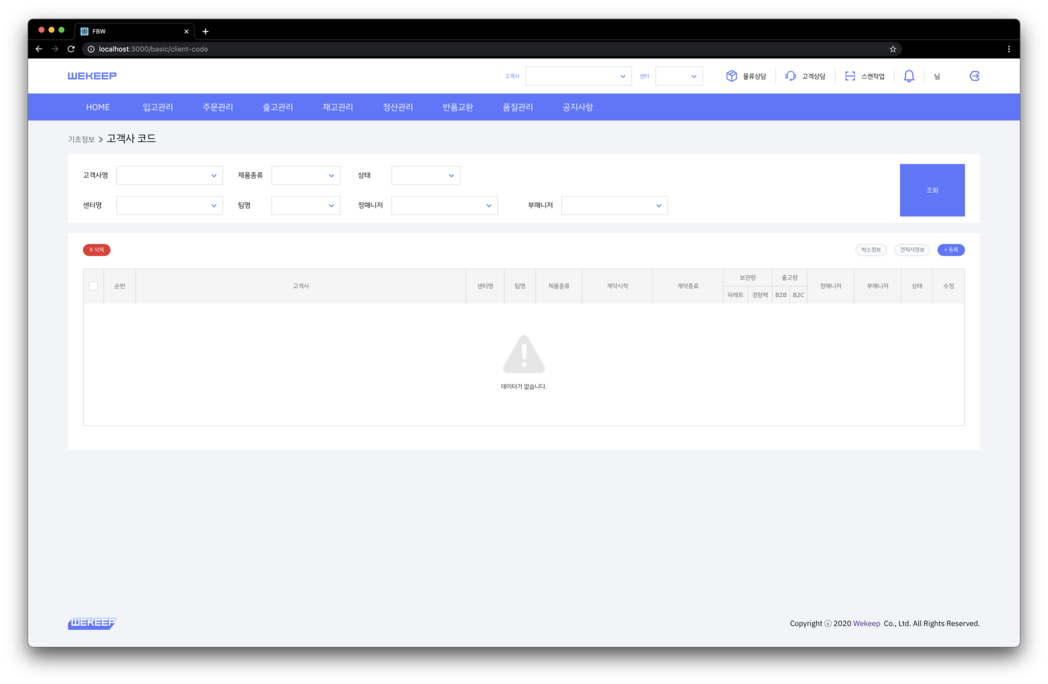 FBW
localhost:3000/basic/client-code
WEKEEP
고객사
센터
물류상담
고객상담
스캔작업
님
HOME 입고관리 주문관리 출고관리 재고관리 정산관리 반품교환 품질관리 공지사항
기초정보 > 고객사 코드
고객사명 제품종류 상태
조회
센터명 팀명 정매니저 부매니저
X 삭제
박스정보 견적서정보 + 등록
순번 고객사 센터명 팀명 제품종류 계약시작 계약종료 보관량 출고량 정매니저 부매니저 상태 수정
파레트 경량랙 B2B B2C
데이터가 없습니다.
WEKEEP
Copyright ⓒ 2020 Wekeep Co., Ltd. All Rights Reserved.